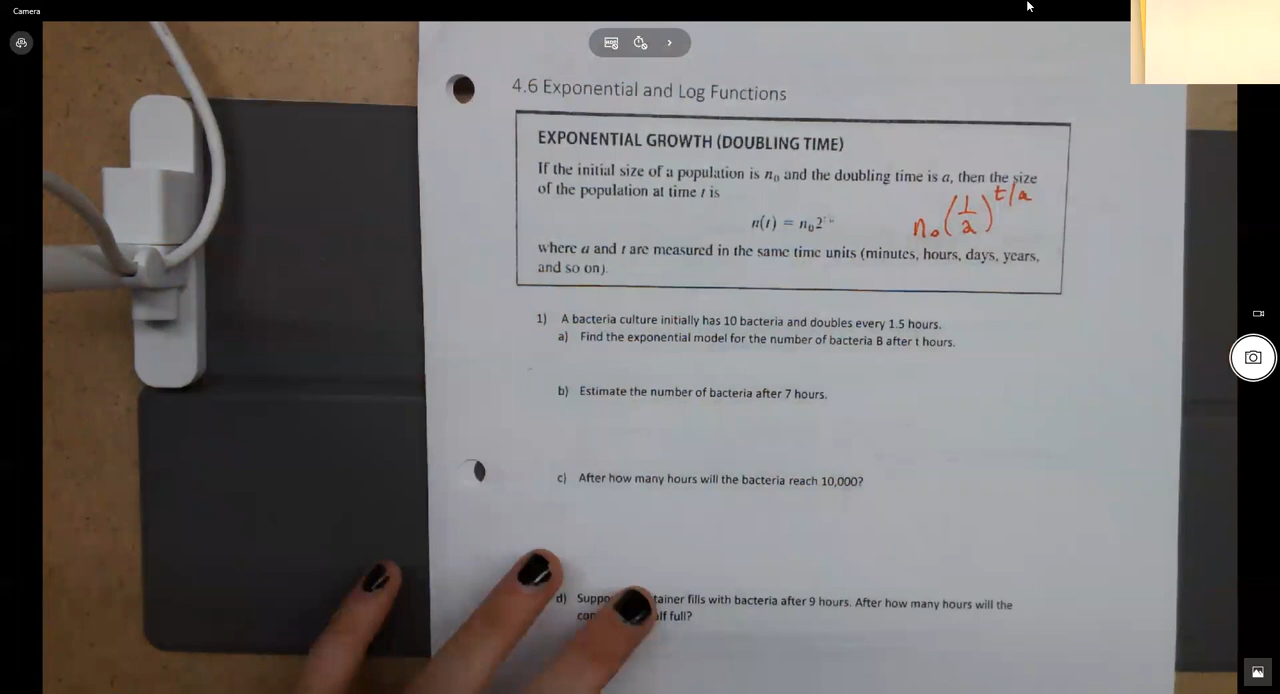 Camera
4.6 Exponential and Log Functions
EXPONENTIAL GROWTH (DOUBLING TIME)
If the initial size of a population is n₀ and the doubling time is a, then the size
of the population at time t is
n(t) = n₀2
n₀(1/2)^t/a
where a and t are measured in the same time units (minutes, hours, days, years,
and so on).
1) A bacteria culture initially has 10 bacteria and doubles every 1.5 hours.
a) Find the exponential model for the number of bacteria B after t hours.
b) Estimate the number of bacteria after 7 hours.
c) After how many hours will the bacteria reach 10,000?
d) Suppo tainer fills with bacteria after 9 hours. After how many hours will the
con alf full?